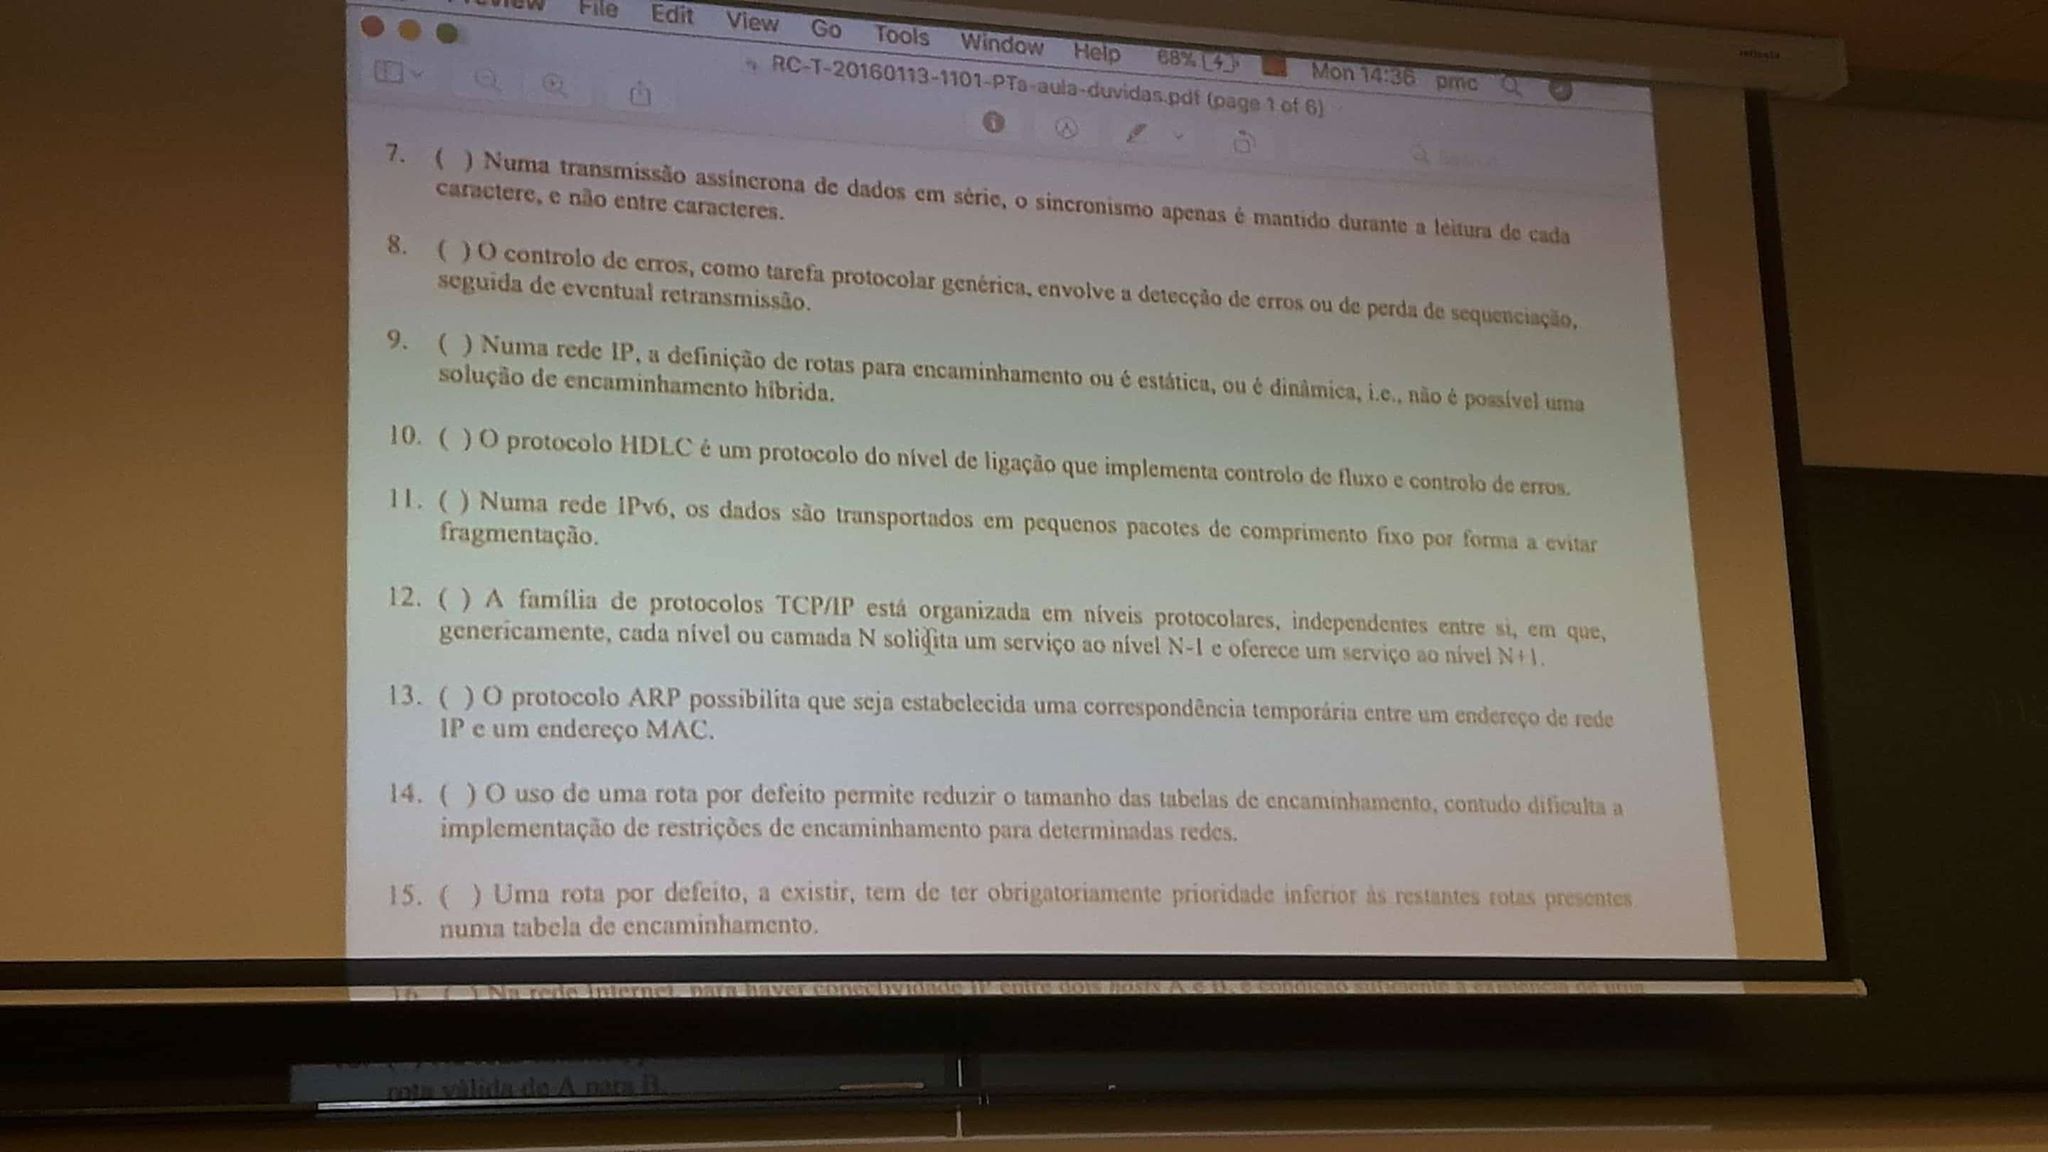 Preview File Edit View Go Tools Window Help 68% Mon 14:36 pmc
RC-T-20160113-1101-PTa-aula-duvidas.pdf (page 1 of 6)
7. ( ) Numa transmissão assíncrona de dados em série, o sincronismo apenas é mantido durante a leitura de cada
caractere, e não entre caracteres.
8. ( ) O controlo de erros, como tarefa protocolar genérica, envolve a detecção de erros ou de perda de sequenciação,
seguida de eventual retransmissão.
9. ( ) Numa rede IP, a definição de rotas para encaminhamento ou é estática, ou é dinâmica, i.e., não é possível uma
solução de encaminhamento híbrida.
10. ( ) O protocolo HDLC é um protocolo do nível de ligação que implementa controlo de fluxo e controlo de erros.
11. ( ) Numa rede IPv6, os dados são transportados em pequenos pacotes de comprimento fixo por forma a evitar
fragmentação.
12. ( ) A família de protocolos TCP/IP está organizada em níveis protocolares, independentes entre si, em que,
genericamente, cada nível ou camada N solicita um serviço ao nível N-1 e oferece um serviço ao nível N+1.
13. ( ) O protocolo ARP possibilita que seja estabelecida uma correspondência temporária entre um endereço de rede
IP e um endereço MAC.
14. ( ) O uso de uma rota por defeito permite reduzir o tamanho das tabelas de encaminhamento, contudo dificulta a
implementação de restrições de encaminhamento para determinadas redes.
15. ( ) Uma rota por defeito, a existir, tem de ter obrigatoriamente prioridade inferior às restantes rotas presentes
numa tabela de encaminhamento.
16. ( ) Na rede Internet, para haver conectividade IP entre dois hosts A e B, é condição suficiente a existência de uma
rota válida de A para B.